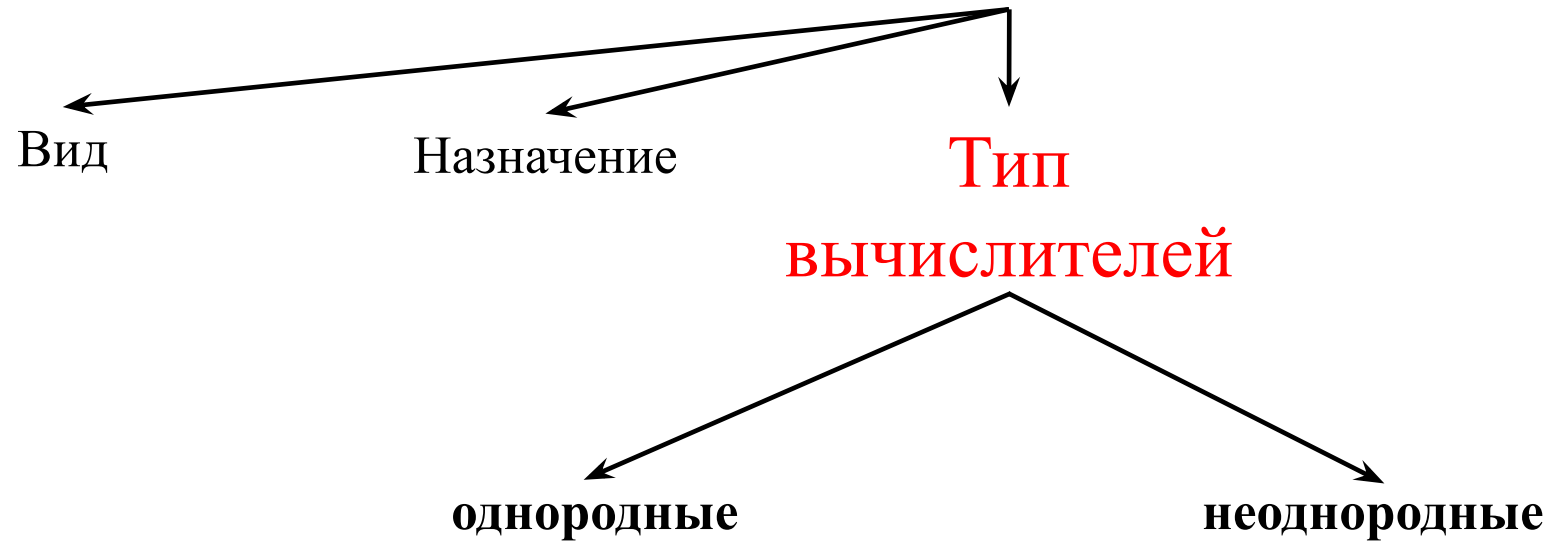 Вид
Назначение
Тип
вычислителей
однородные
неоднородные